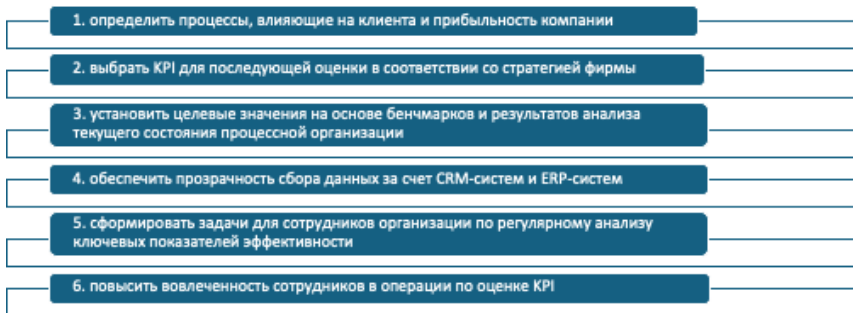 1. определить процессы, влияющие на клиента и прибыльность компании
2. выбрать KPI для последующей оценки в соответствии со стратегией фирмы
3. установить целевые значения на основе бенчмарков и результатов анализа
текущего состояния процессной организации
4. обеспечить прозрачность сбора данных за счет CRM-систем и ERP-систем
5. сформировать задачи для сотрудников организации по регулярному анализу
ключевых показателей эффективности
6. повысить вовлеченность сотрудников в операции по оценке KPI